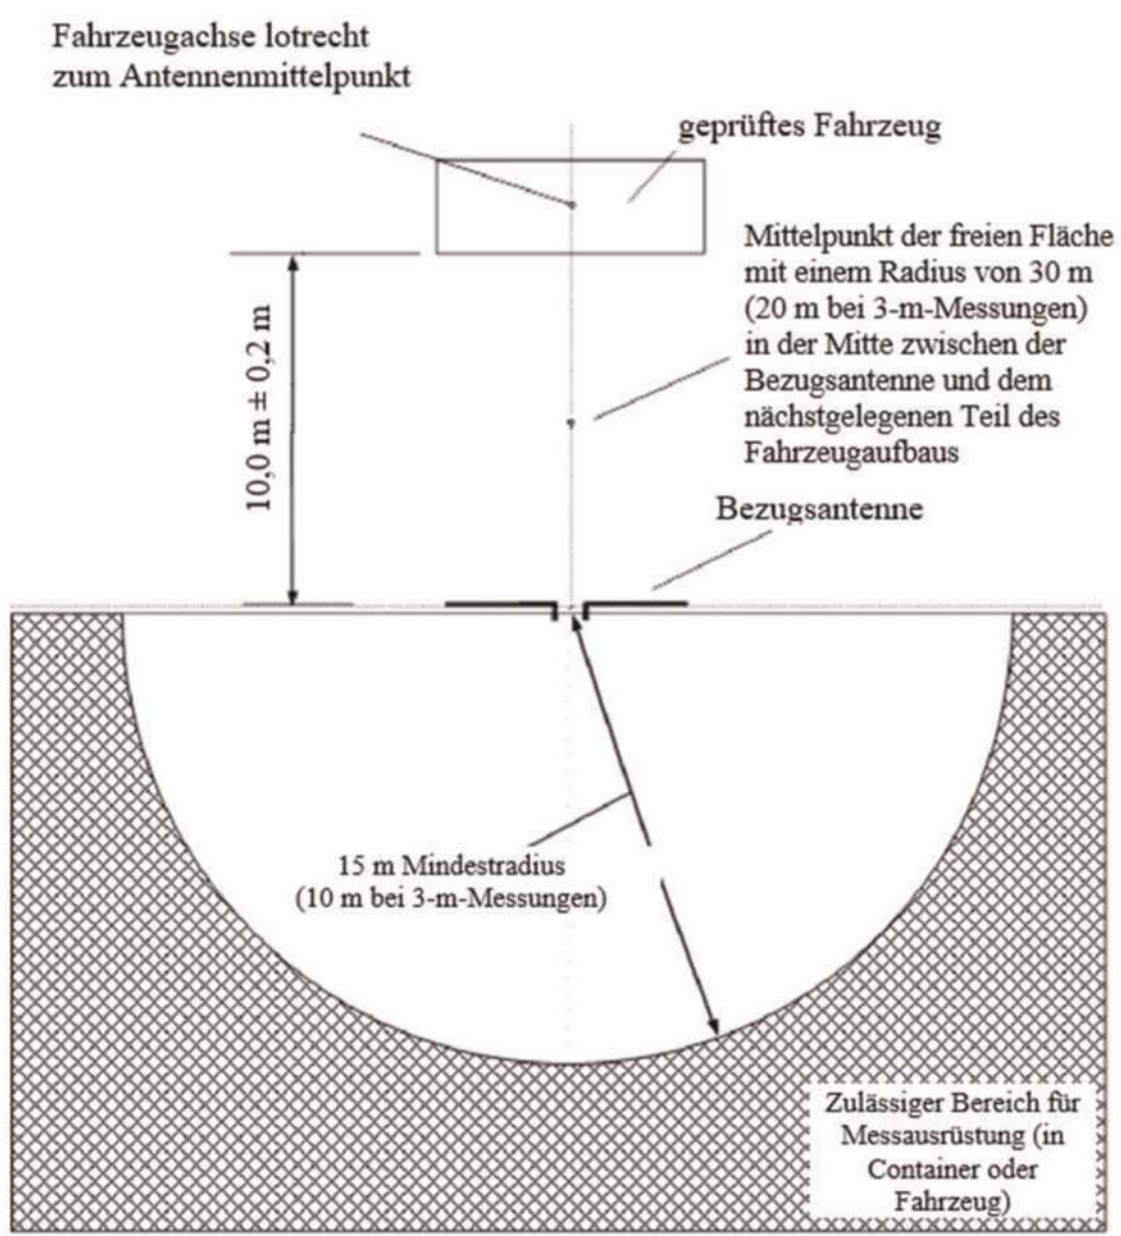 Fahrzeugachse lotrecht
zum Antennenmittelpunkt
geprüftes Fahrzeug
Mittelpunkt der freien Fläche
mit einem Radius von 30 m
(20 m bei 3-m-Messungen)
in der Mitte zwischen der
Bezugsantenne und dem
nächstgelegenen Teil des
Fahrzeugaufbaus
10,0 m ± 0,2 m
Bezugsantenne
15 m Mindestradius
(10 m bei 3-m-Messungen)
Zulässiger Bereich für
Messausrüstung (in
Container oder
Fahrzeug)